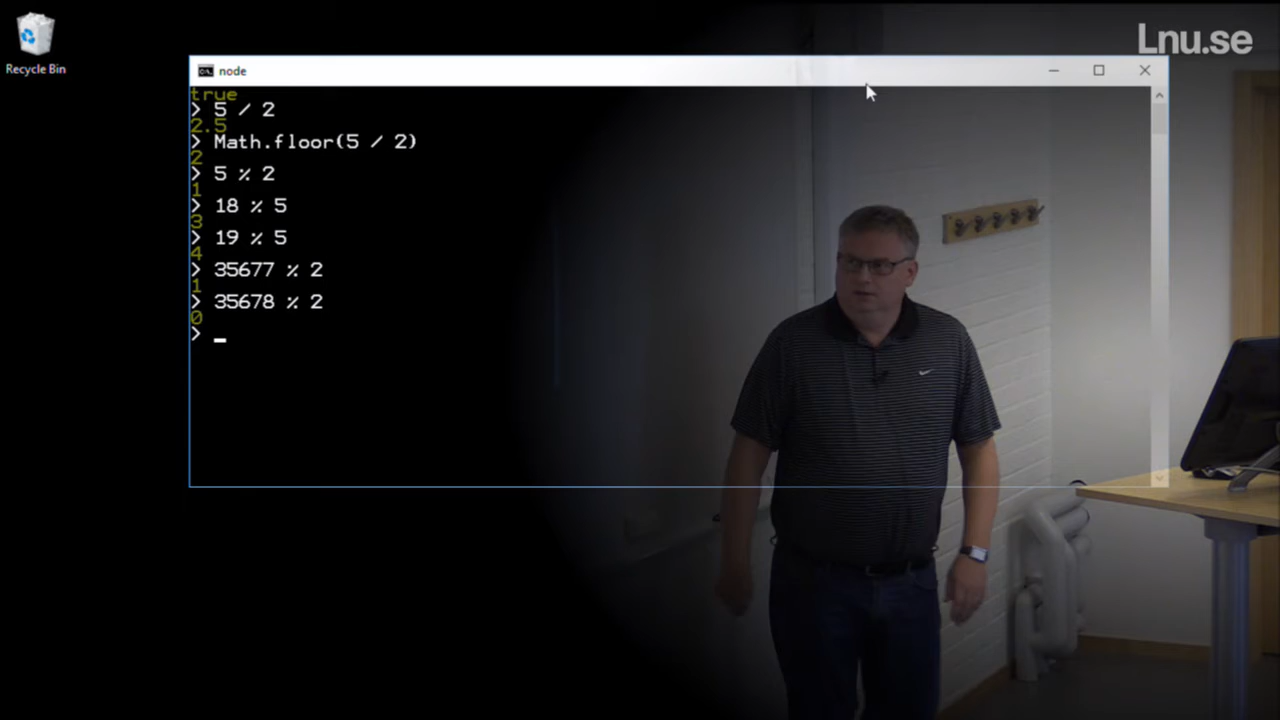 Lnu.se
Recycle Bin
node
true
> 5 / 2
2.5
> Math.floor(5 / 2)
2
> 5 % 2
1
> 18 % 5
3
> 19 % 5
4
> 35677 % 2
1
> 35678 % 2
0
> _